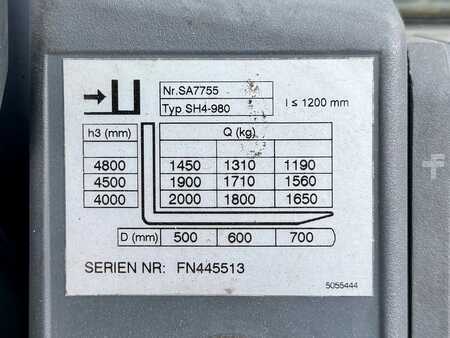 Nr.SA7755
Typ SH4-980
l ≤ 1200 mm
h3 (mm) Q (kg)
4800 1450 1310 1190
4500 1900 1710 1560
4000 2000 1800 1650
D (mm) 500 600 700
SERIEN NR: FN445513
5055444